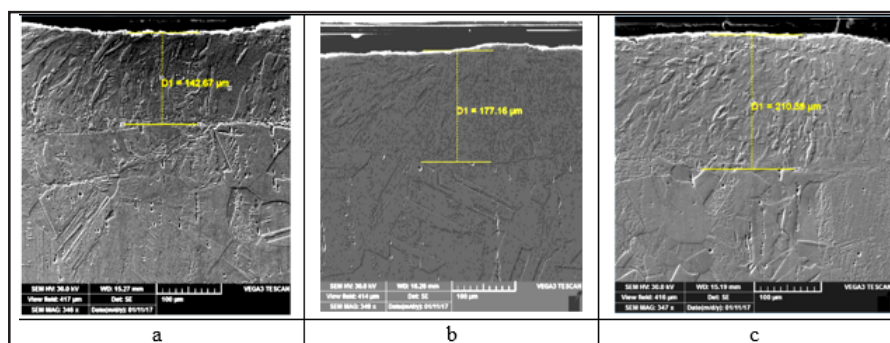 D1 = 142.67 µm
SEM HV: 30.0 kV WD: 15.27 mm VEGA3 TESCAN
View field: 417 µm Det: SE 100 µm
SEM MAG: 346 x Date(m/d/y): 01/11/17
a
D1 = 177.16 µm
SEM HV: 30.0 kV WD: 16.26 mm VEGA3 TESCAN
View field: 414 µm Det: SE 100 µm
SEM MAG: 349 x Date(m/d/y): 01/11/17
b
D1 = 210.39 µm
SEM HV: 30.0 kV WD: 15.19 mm VEGA3 TESCAN
View field: 416 µm Det: SE 100 µm
SEM MAG: 347 x Date(m/d/y): 01/11/17
c